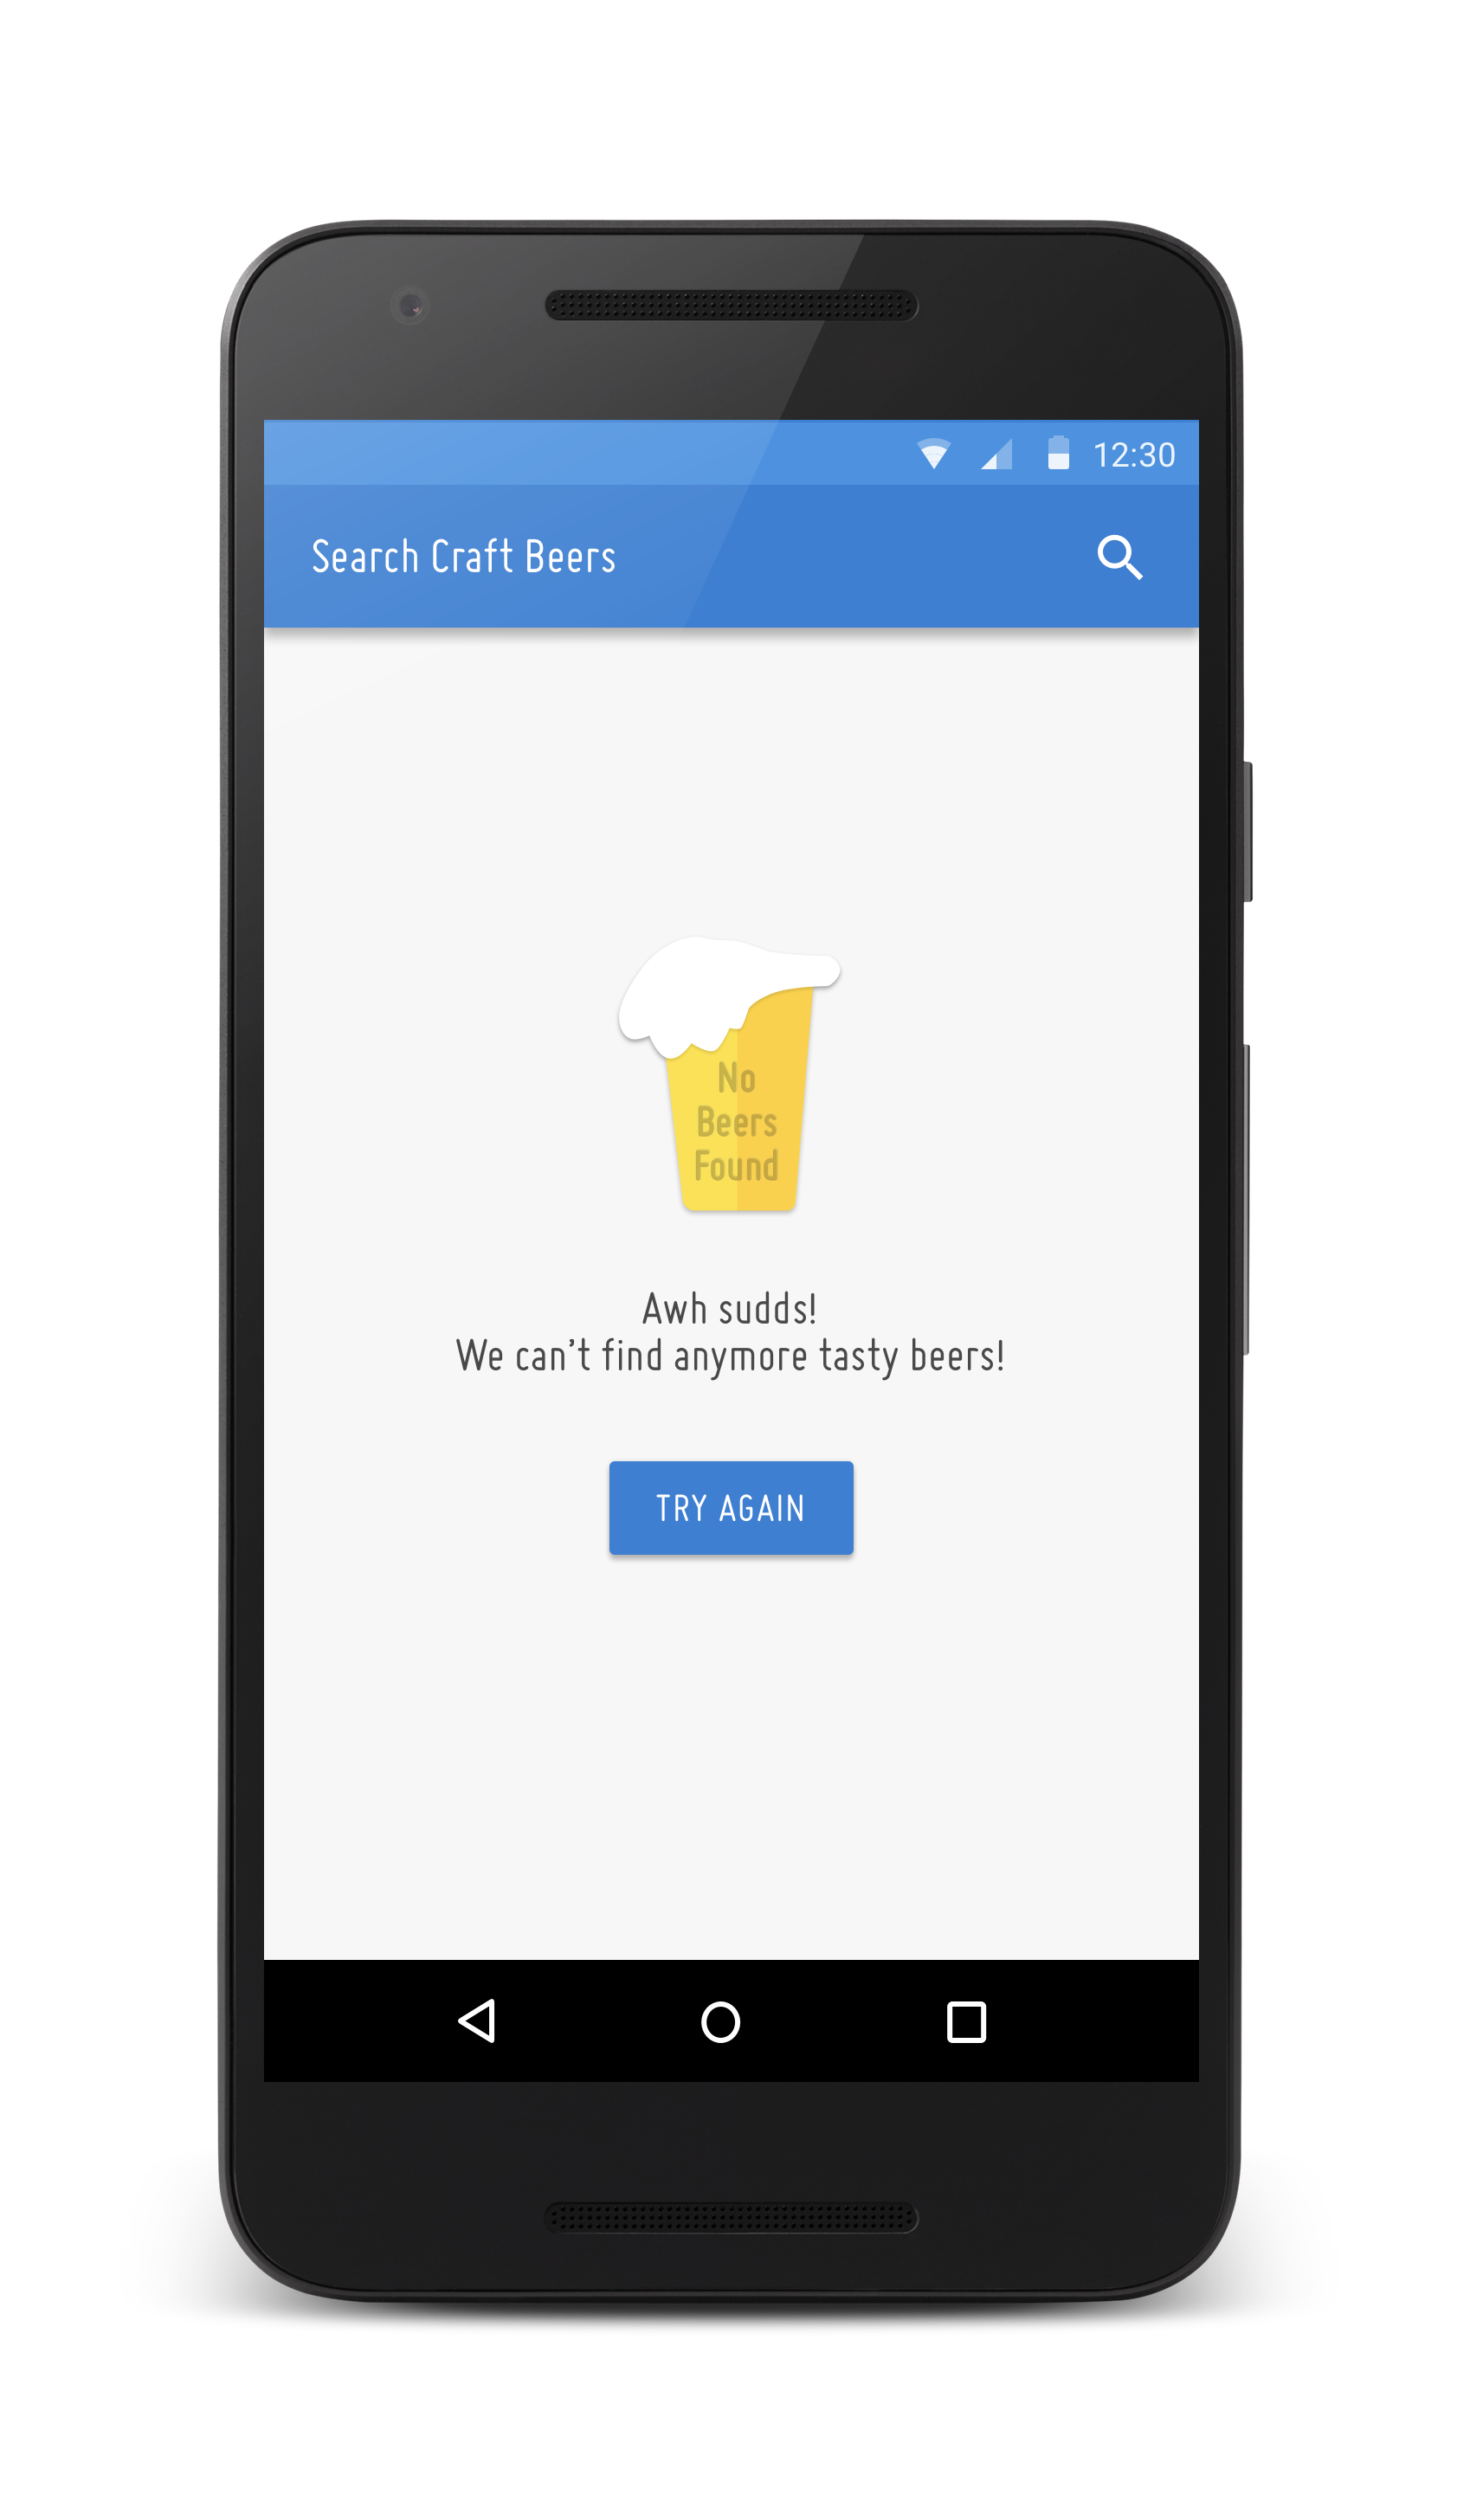 12:30
Search Craft Beers
No
Beers
Found
Awh sudds!
We can't find anymore tasty beers!
TRY AGAIN